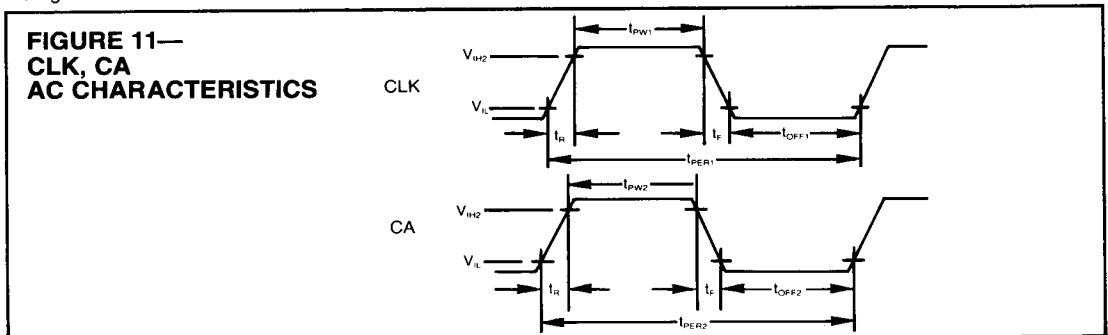 FIGURE 11—
CLK, CA
AC CHARACTERISTICS
CLK
V_IH2
V_IL
t_PW1
t_R
t_F
t_OFF1
t_PER1
CA
V_IH2
V_IL
t_PW2
t_R
t_F
t_OFF2
t_PER2